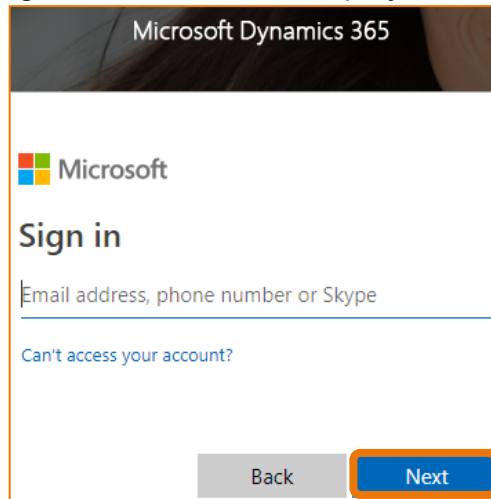 Microsoft Dynamics 365
Microsoft
Sign in
Email address, phone number or Skype
Can't access your account?
Back Next